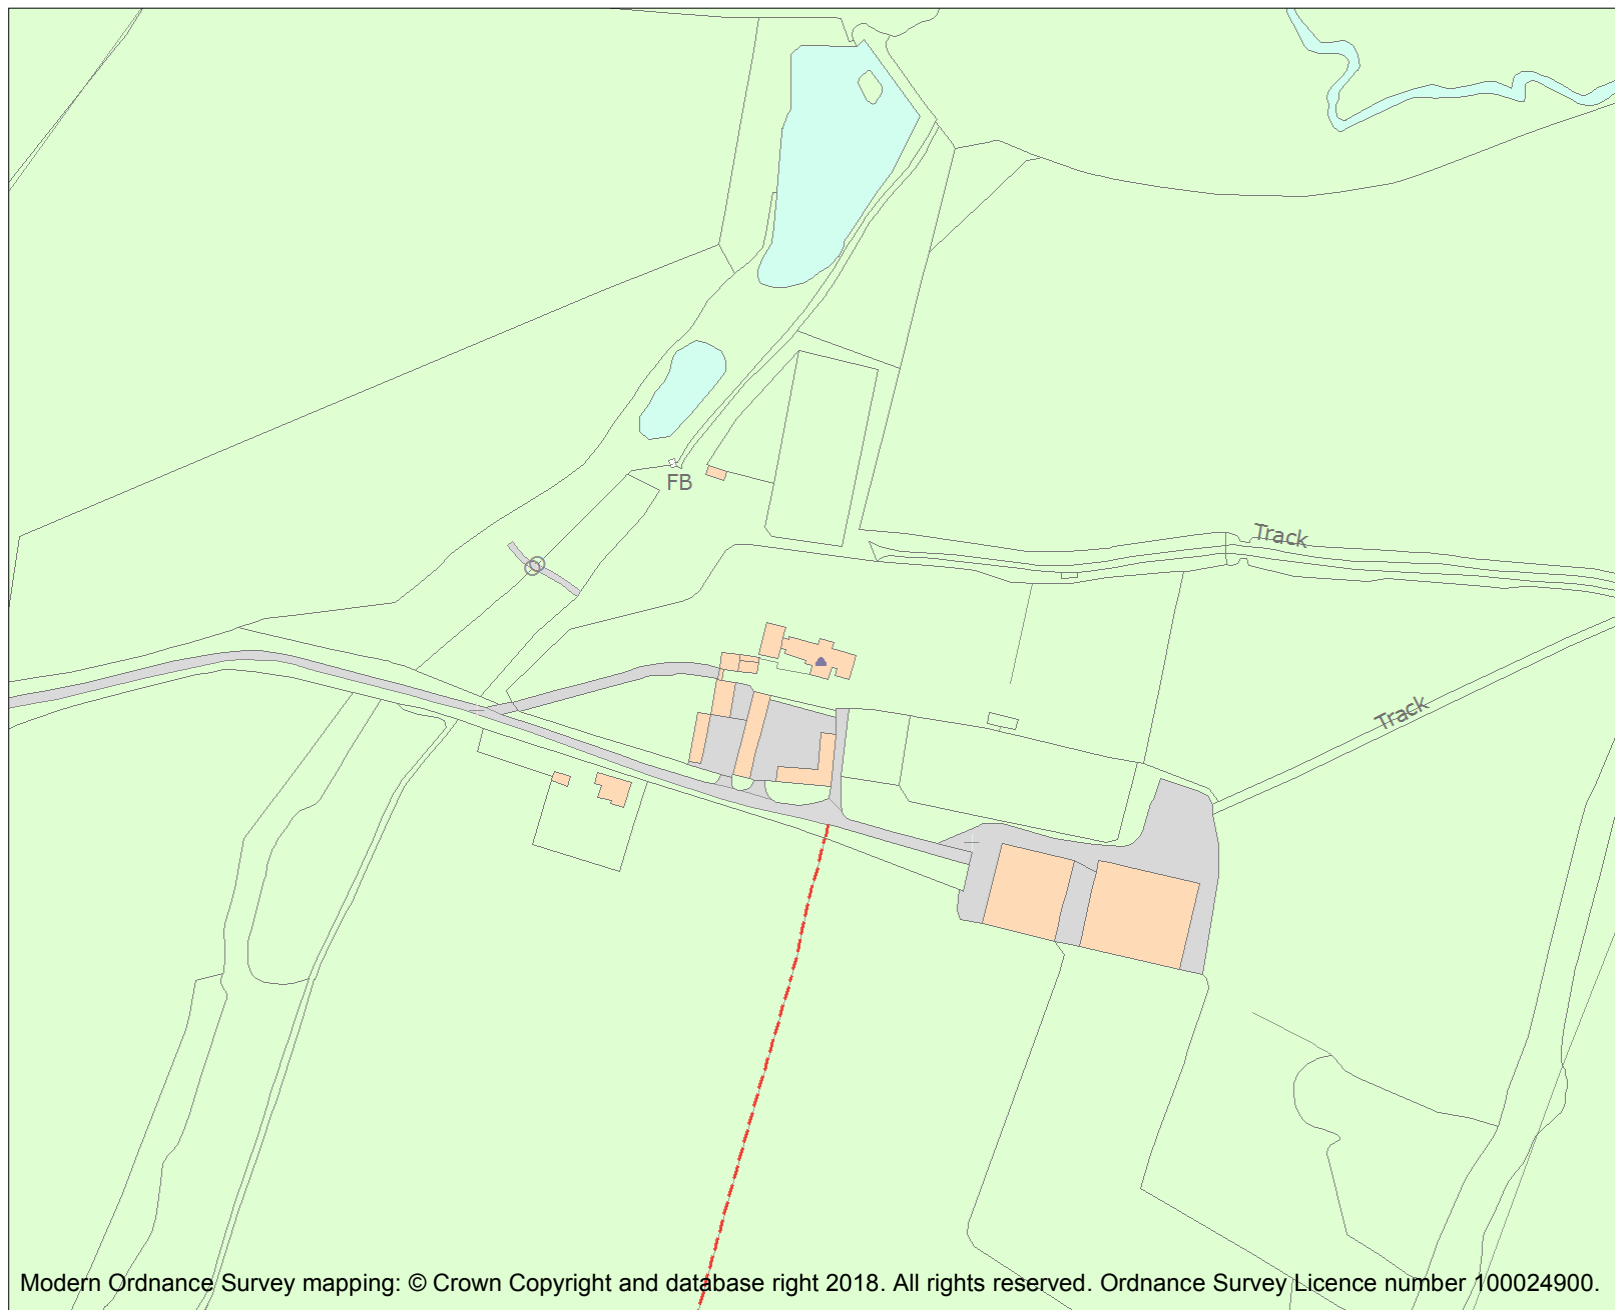 FB
Track
Track
Modern Ordnance Survey mapping: © Crown Copyright and database right 2018. All rights reserved. Ordnance Survey Licence number 100024900.